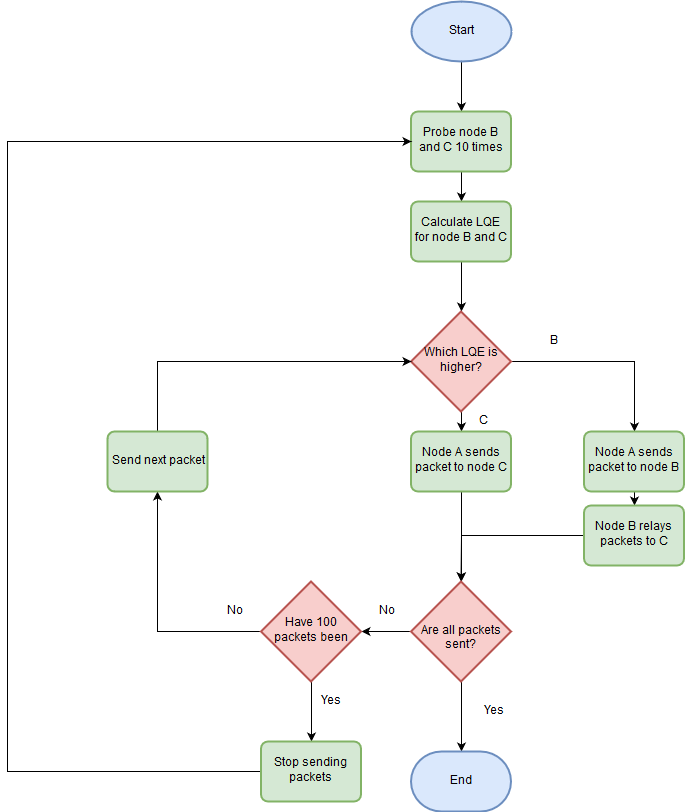 Start
Probe node B
and C 10 times
Calculate LQE
for node B and C
Which LQE is
higher?
B
C
Send next packet
Node A sends
packet to node C
Node A sends
packet to node B
Node B relays
packets to C
No
Have 100
packets been
No
Are all packets
sent?
Yes
Yes
Stop sending
packets
End